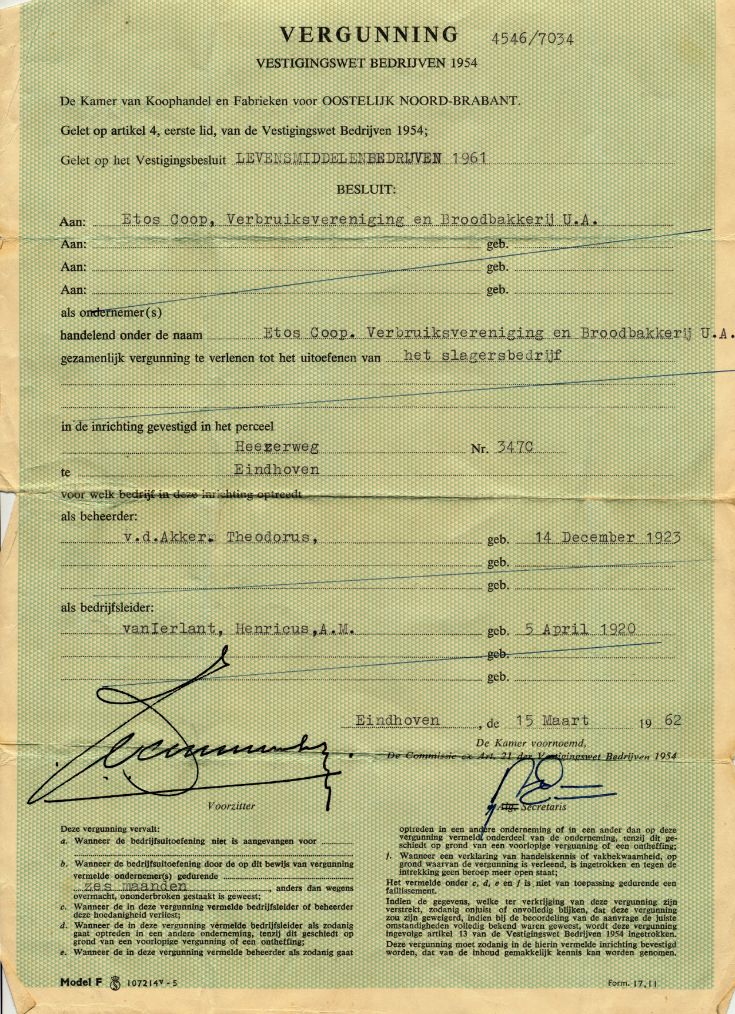 VERGUNNING 4546/7034
VESTIGINGSWET BEDRIJVEN 1954
De Kamer van Koophandel en Fabrieken voor OOSTELIJK NOORD-BRABANT.
Gelet op artikel 4, eerste lid, van de Vestigingswet Bedrijven 1954;
Gelet op het Vestigingsbesluit LEVENSMIDDELENBEDRIJVEN 1961
BESLUIT:
Aan: Etos Coop, Verbruiksvereniging en Broodbakkerij U.A.
Aan: geb.
Aan: geb.
Aan: geb.
als ondernemer(s)
handelend onder de naam Etos Coop. Verbruiksvereniging en Broodbakkerij U.A.
gezamenlijk vergunning te verlenen tot het uitoefenen van het slagersbedrijf
in de inrichting gevestigd in het perceel
Heezerweg Nr. 347C
te Eindhoven
voor welk bedrijf in deze inrichting optreedt
als beheerder:
v.d.Akker. Theodorus, geb. 14 December 1923
geb.
geb.
als bedrijfsleider:
vanIerlant, Henricus,A.M. geb. 5 April 1920
geb.
geb.
Eindhoven, de 15 Maart 1962
De Kamer voornoemd,
De Commissie ex Art. 21 der Vestigingswet Bedrijven 1954
Voorzitter Alg. Secretaris
Deze vergunning vervalt:
a. Wanneer de bedrijfsuitoefening niet is aangevangen voor
b. Wanneer de bedrijfsuitoefening door de op dit bewijs van vergunning
vermelde ondernemer(s) gedurende
zes maanden, anders dan wegens
overmacht, ononderbroken gestaakt is geweest;
c. Wanneer de in deze vergunning vermelde bedrijfsleider of beheerder
deze hoedanigheid verliest;
d. Wanneer de in deze vergunning vermelde bedrijfsleider als zodanig
gaat optreden in een andere onderneming, tenzij dit geschiedt op
grond van een voorlopige vergunning of een ontheffing;
e. Wanneer de in deze vergunning vermelde beheerder als zodanig gaat
optreden in een andere onderneming of in een ander dan op deze
vergunning vermeld onderdeel van de onderneming, tenzij dit ge-
schiedt op grond van een voorlopige vergunning of een ontheffing;
f. Wanneer een verklaring van handelskennis of vakbekwaamheid, op
grond waarvan de vergunning is verleend, is ingetrokken en tegen de
intrekking geen beroep meer open staat;
Het vermelde onder c, d, e en f is niet van toepassing gedurende een
faillissement.
Indien de gegevens, welke ter verkrijging van deze vergunning zijn
verstrekt, zodanig onjuist of onvolledig blijken, dat deze vergunning
zou zijn geweigerd, indien bij de beoordeling van de aanvrage de juiste
omstandigheden volledig bekend waren geweest, wordt deze vergunning
ingevolge artikel 13 van de Vestigingswet Bedrijven 1954 ingetrokken.
Deze vergunning moet zodanig in de hierin vermelde inrichting bevestigd
worden, dat van de inhoud gemakkelijk kennis kan worden genomen.
Model F 107214v - 5 Form. 17.11